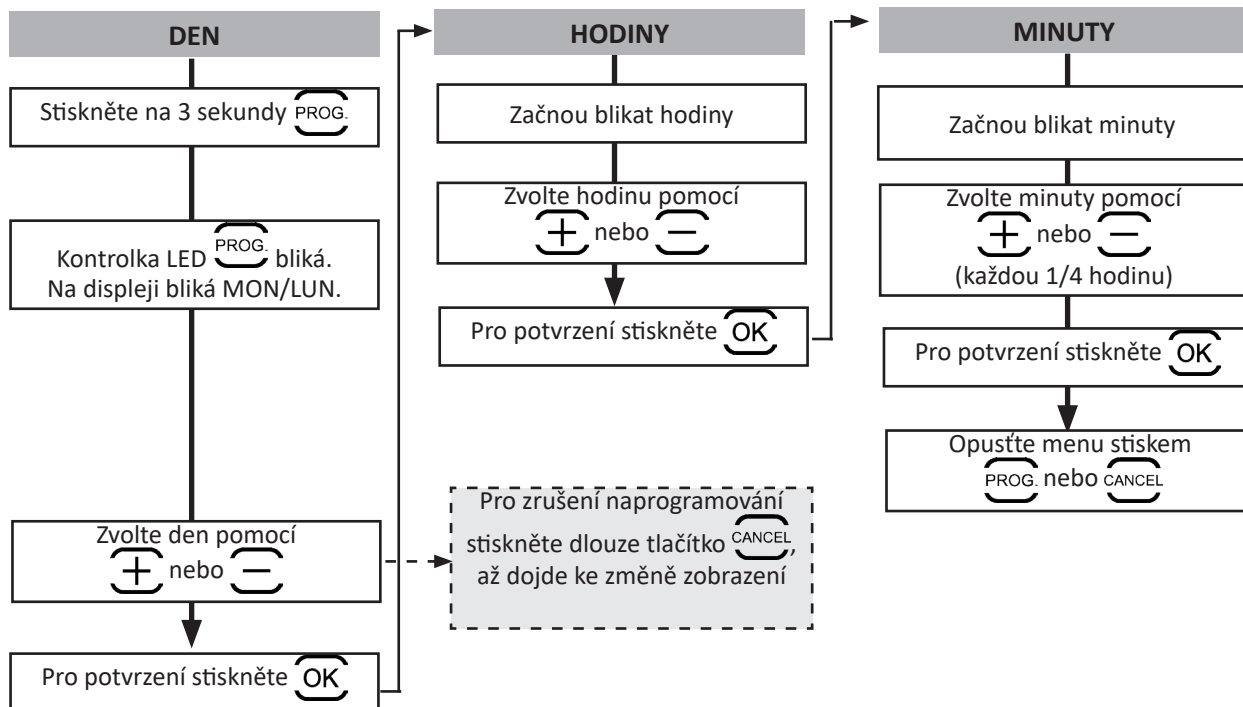 DEN
Stiskněte na 3 sekundy PROG.
Kontrolka LED PROG. bliká.
Na displeji bliká MON/LUN.
Zvolte den pomocí
+ nebo −
Pro potvrzení stiskněte OK
HODINY
Začnou blikat hodiny
Zvolte hodinu pomocí
+ nebo −
Pro potvrzení stiskněte OK
Pro zrušení naprogramování
stiskněte dlouze tlačítko CANCEL,
až dojde ke změně zobrazení
MINUTY
Začnou blikat minuty
Zvolte minuty pomocí
+ nebo −
(každou 1/4 hodinu)
Pro potvrzení stiskněte OK
Opusťte menu stiskem
PROG. nebo CANCEL